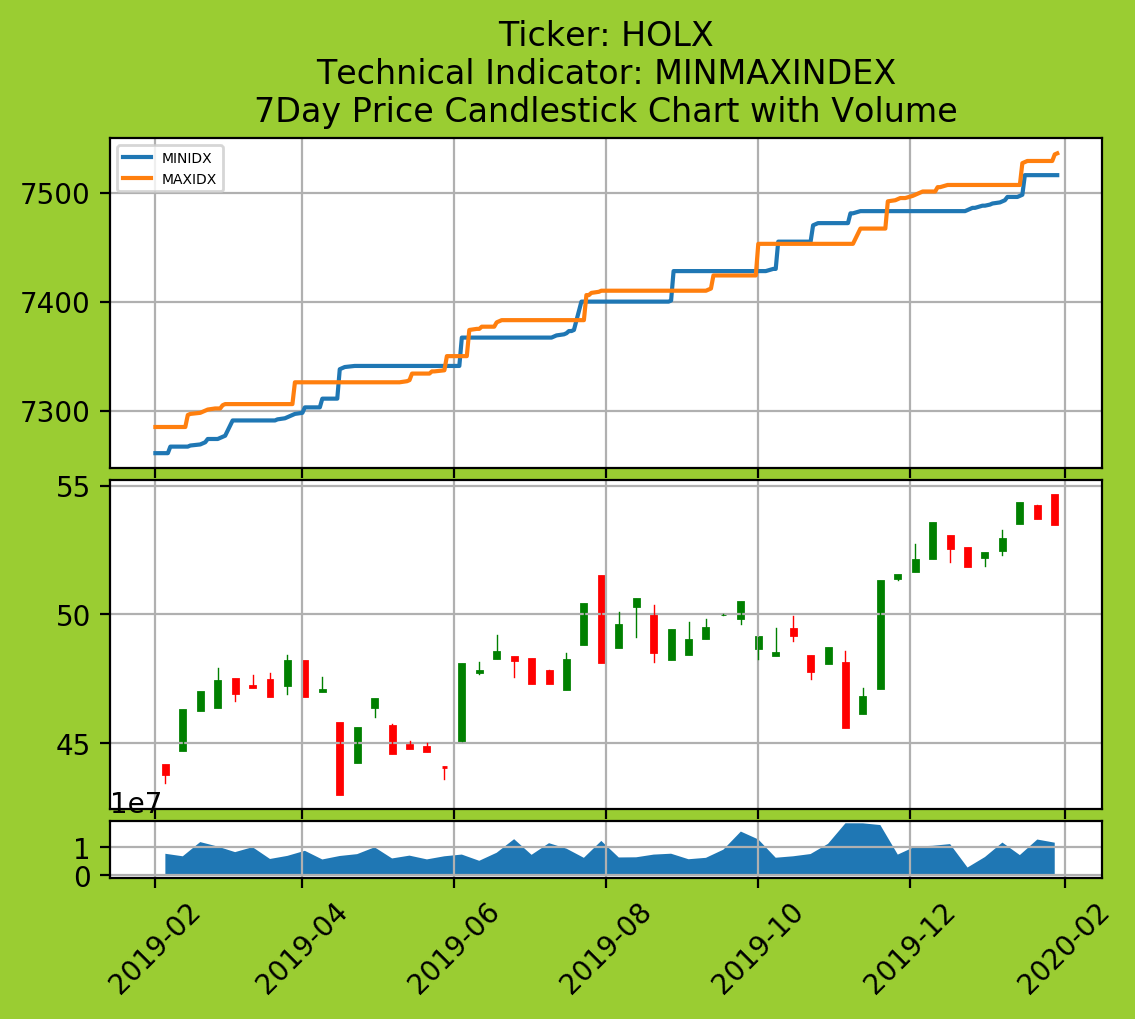 Ticker: HOLX
Technical Indicator: MINMAXINDEX
7Day Price Candlestick Chart with Volume
MINIDX
MAXIDX
7500
7400
7300
55
50
45
1e7
1
0
2019-02
2019-04
2019-06
2019-08
2019-10
2019-12
2020-02